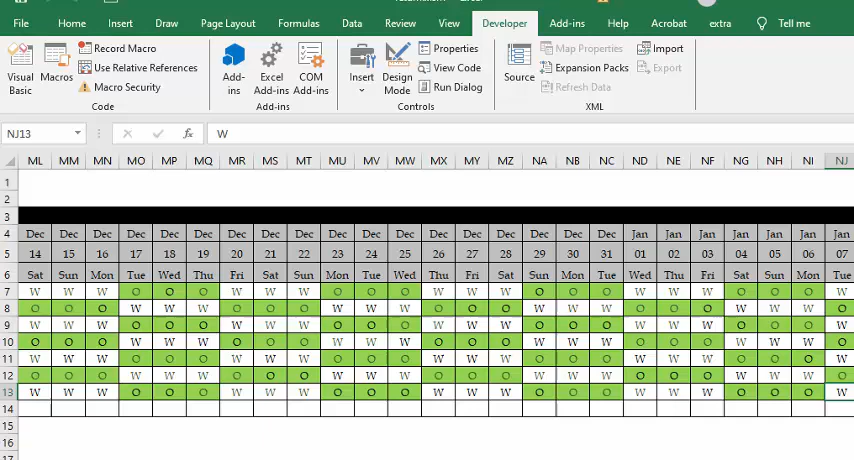 File Home Insert Draw Page Layout Formulas Data Review View Developer Add-ins Help Acrobat extra Tell me
Visual Basic
Macros
Record Macro
Use Relative References
Macro Security
Code
Add-ins
Excel Add-ins
COM Add-ins
Add-ins
Insert
Design Mode
Properties
View Code
Run Dialog
Controls
Source
Map Properties
Expansion Packs
Refresh Data
Import
Export
XML
NJ13 fx W
ML MM MN MO MP MQ MR MS MT MU MV MW MX MY MZ NA NB NC ND NE NF NG NH NI NJ
1
2
3
4 Dec Dec Dec Dec Dec Dec Dec Dec Dec Dec Dec Dec Dec Dec Dec Dec Dec Dec Jan Jan Jan Jan Jan Jan Jan
5 14 15 16 17 18 19 20 21 22 23 24 25 26 27 28 29 30 31 01 02 03 04 05 06 07
6 Sat Sun Mon Tue Wed Thu Fri Sat Sun Mon Tue Wed Thu Fri Sat Sun Mon Tue Wed Thu Fri Sat Sun Mon Tue
7 W W W O O O W W W O O O W W W O O O W W W O O O W
8 O O O W W W O O O W W W O O O W W W O O O W W W O
9 W W W O O O W W W O O O W W W O O O W W W O O O W
10 O O O W W W O O O W W W O O O W W W O O O W W W O
11 W W W O O O W W W O O O W W W O O O W W W O O O W
12 O O O W W W O O O W W W O O O W W W O O O W W W O
13 W W W O O O W W W O O O W W W O O O W W W O O O W
14
15
16
17